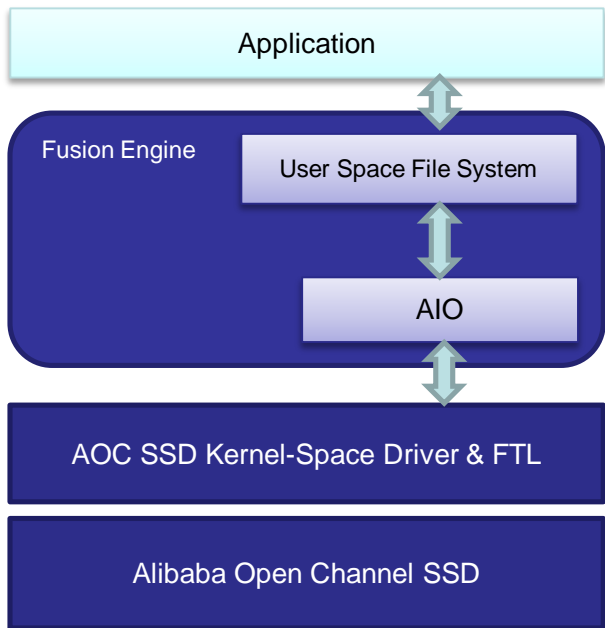 Application
Fusion Engine
User Space File System
AIO
AOC SSD Kernel-Space Driver & FTL
Alibaba Open Channel SSD